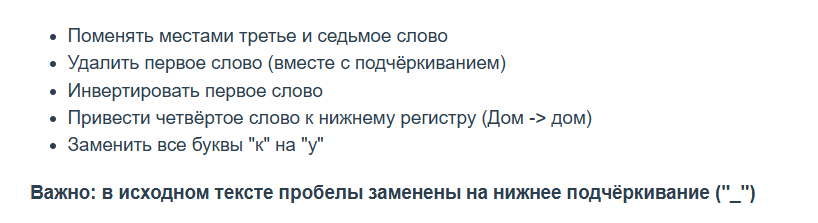 • Поменять местами третье и седьмое слово
• Удалить первое слово (вместе с подчёркиванием)
• Инвертировать первое слово
• Привести четвёртое слово к нижнему регистру (Дом -> дом)
• Заменить все буквы "к" на "у"
Важно: в исходном тексте пробелы заменены на нижнее подчёркивание ("_")